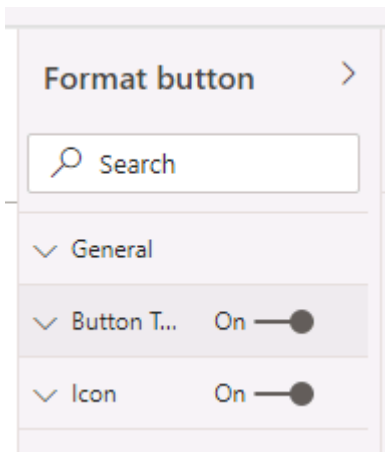 Format button
Search
General
Button T... On
Icon On